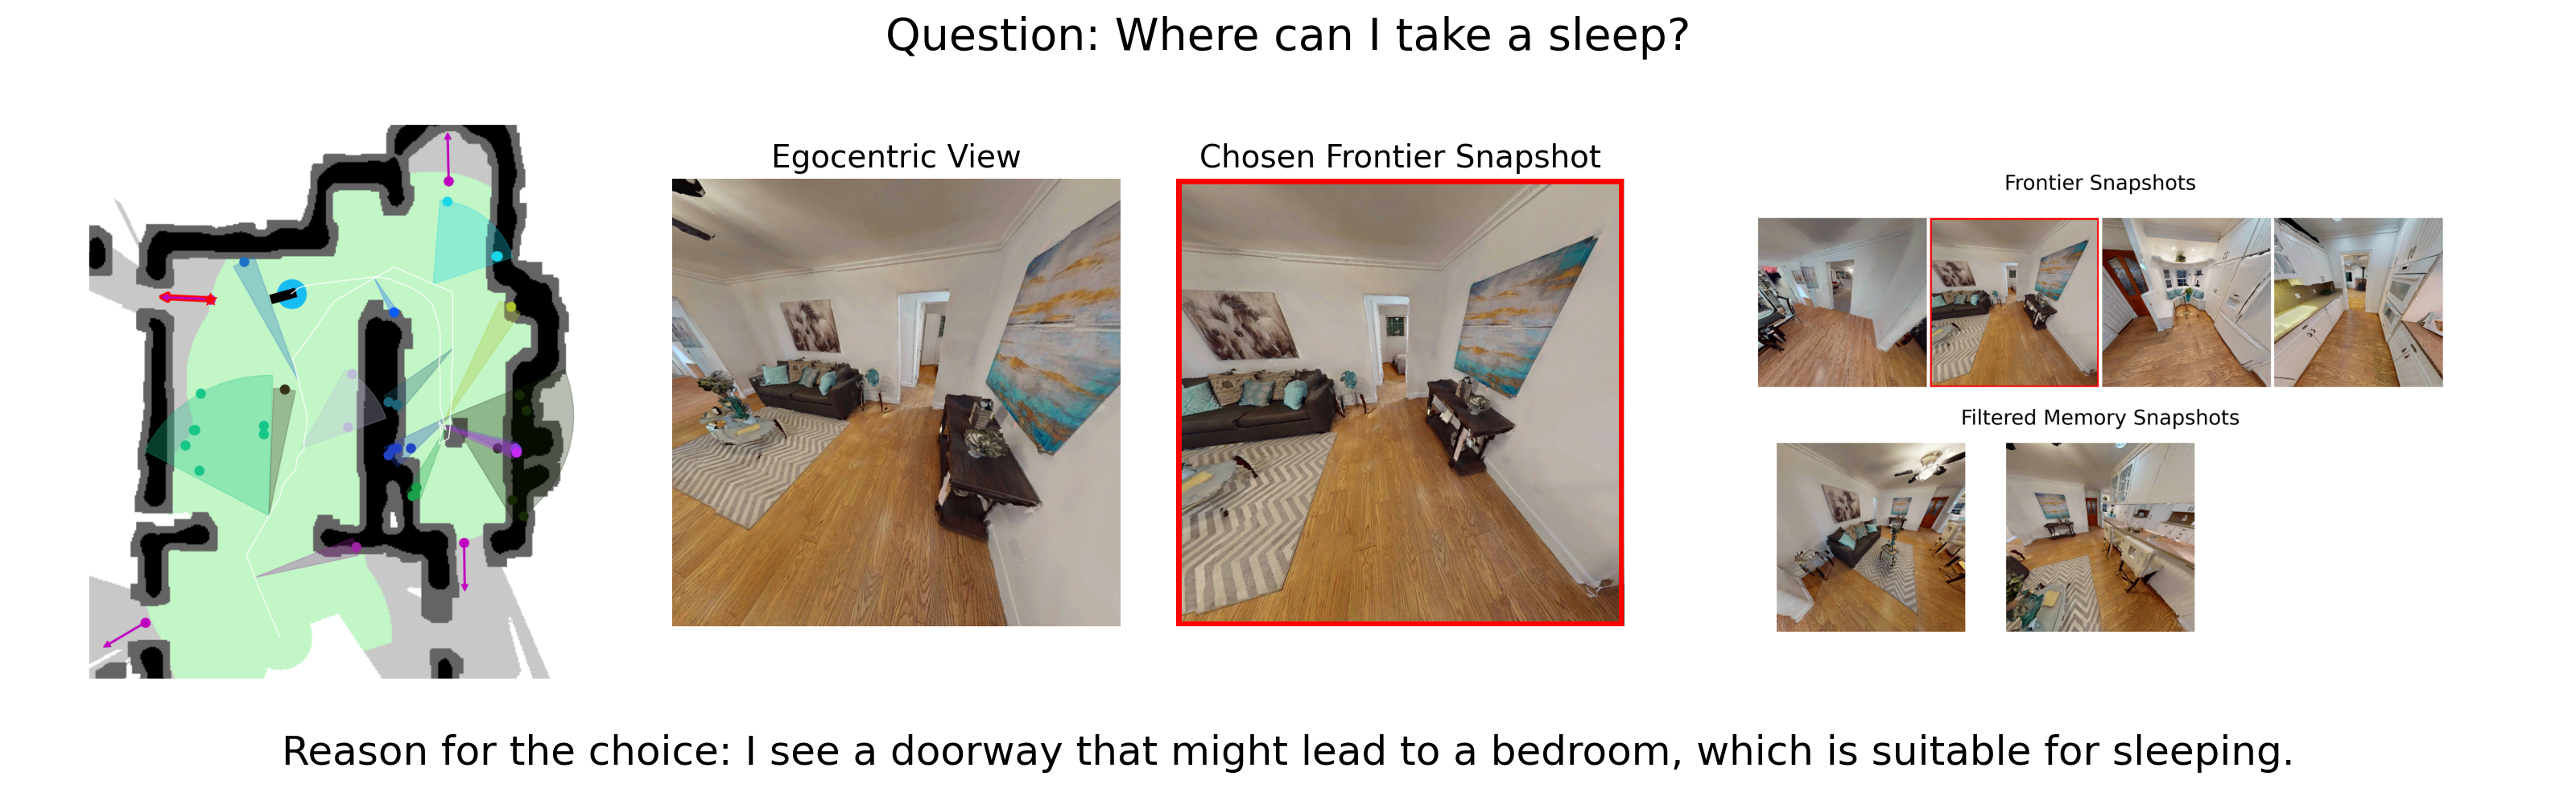 Question: Where can I take a sleep?
Egocentric View
Chosen Frontier Snapshot
Frontier Snapshots
Filtered Memory Snapshots
Reason for the choice: I see a doorway that might lead to a bedroom, which is suitable for sleeping.